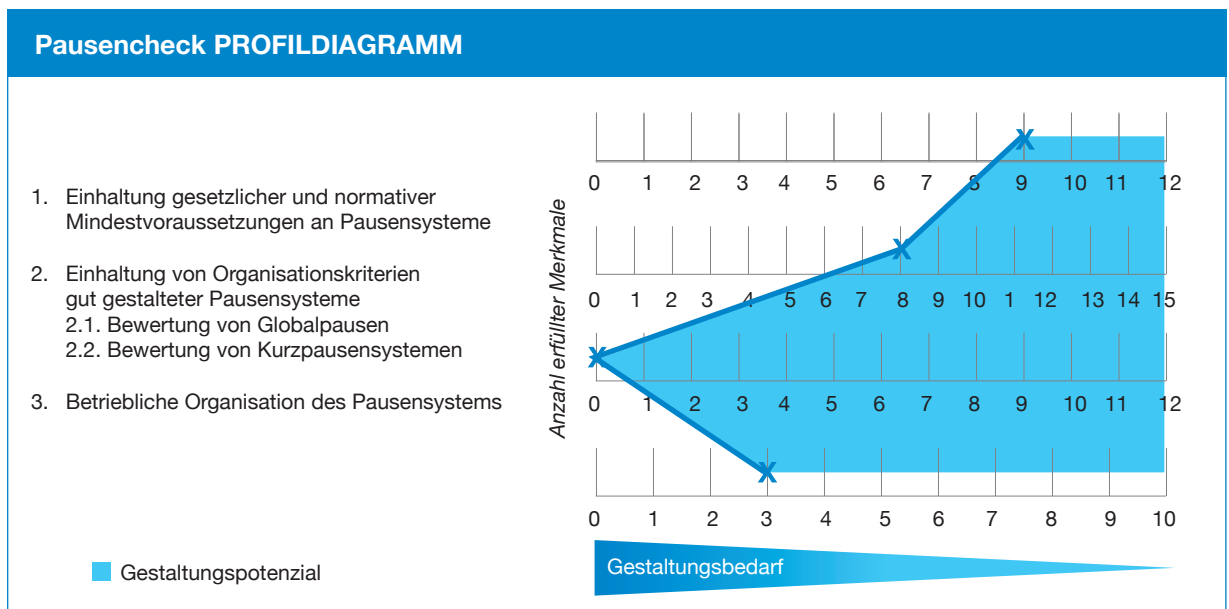 Pausencheck PROFILDIAGRAMM
1. Einhaltung gesetzlicher und normativer
Mindestvoraussetzungen an Pausensysteme
2. Einhaltung von Organisationskriterien
gut gestalteter Pausensysteme
2.1. Bewertung von Globalpausen
2.2. Bewertung von Kurzpausensystemen
3. Betriebliche Organisation des Pausensystems
Gestaltungspotenzial
Anzahl erfüllter Merkmale
X
0 1 2 3 4 5 6 7 8 9 10 11 12
X
0 1 2 3 4 5 6 7 8 9 10 1 12 13 14 15
X
0 1 2 3 4 5 6 7 8 9 10 11 12
X
0 1 2 3 4 5 6 7 8 9 10
Gestaltungsbedarf